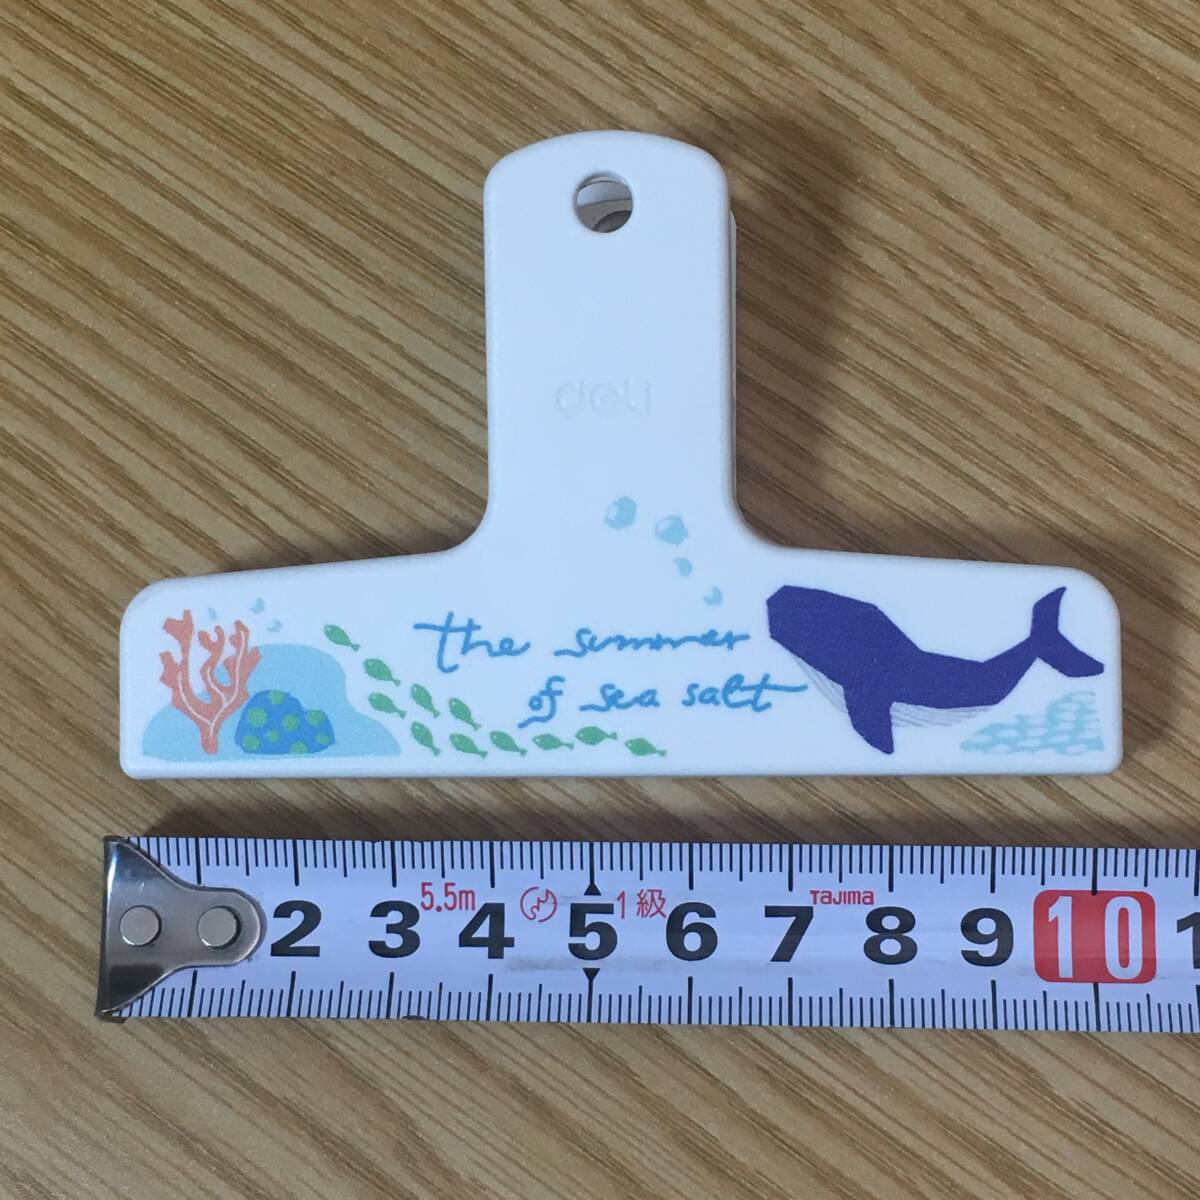 deli
the summer
of sea salt
5.5m 1級 Tajima
2 3 4 5 6 7 8 9 10 1